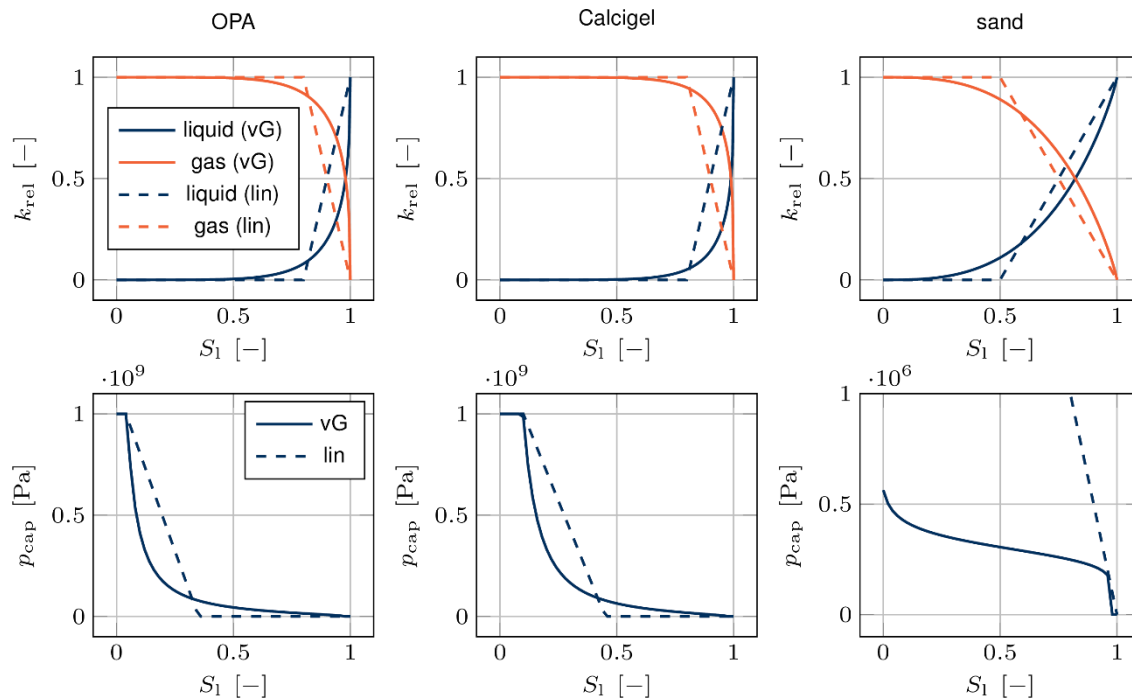 OPA
Calcigel
sand
k_rel [−]
1
0.5
0
liquid (vG)
gas (vG)
liquid (lin)
gas (lin)
0 0.5 1
S_l [−]
k_rel [−]
1
0.5
0
0 0.5 1
S_l [−]
k_rel [−]
1
0.5
0
0 0.5 1
S_l [−]
·10^9
p_cap [Pa]
1
0.5
0
vG
lin
0 0.5 1
S_l [−]
·10^9
p_cap [Pa]
1
0.5
0
0 0.5 1
S_l [−]
·10^6
p_cap [Pa]
1
0.5
0
0 0.5 1
S_l [−]